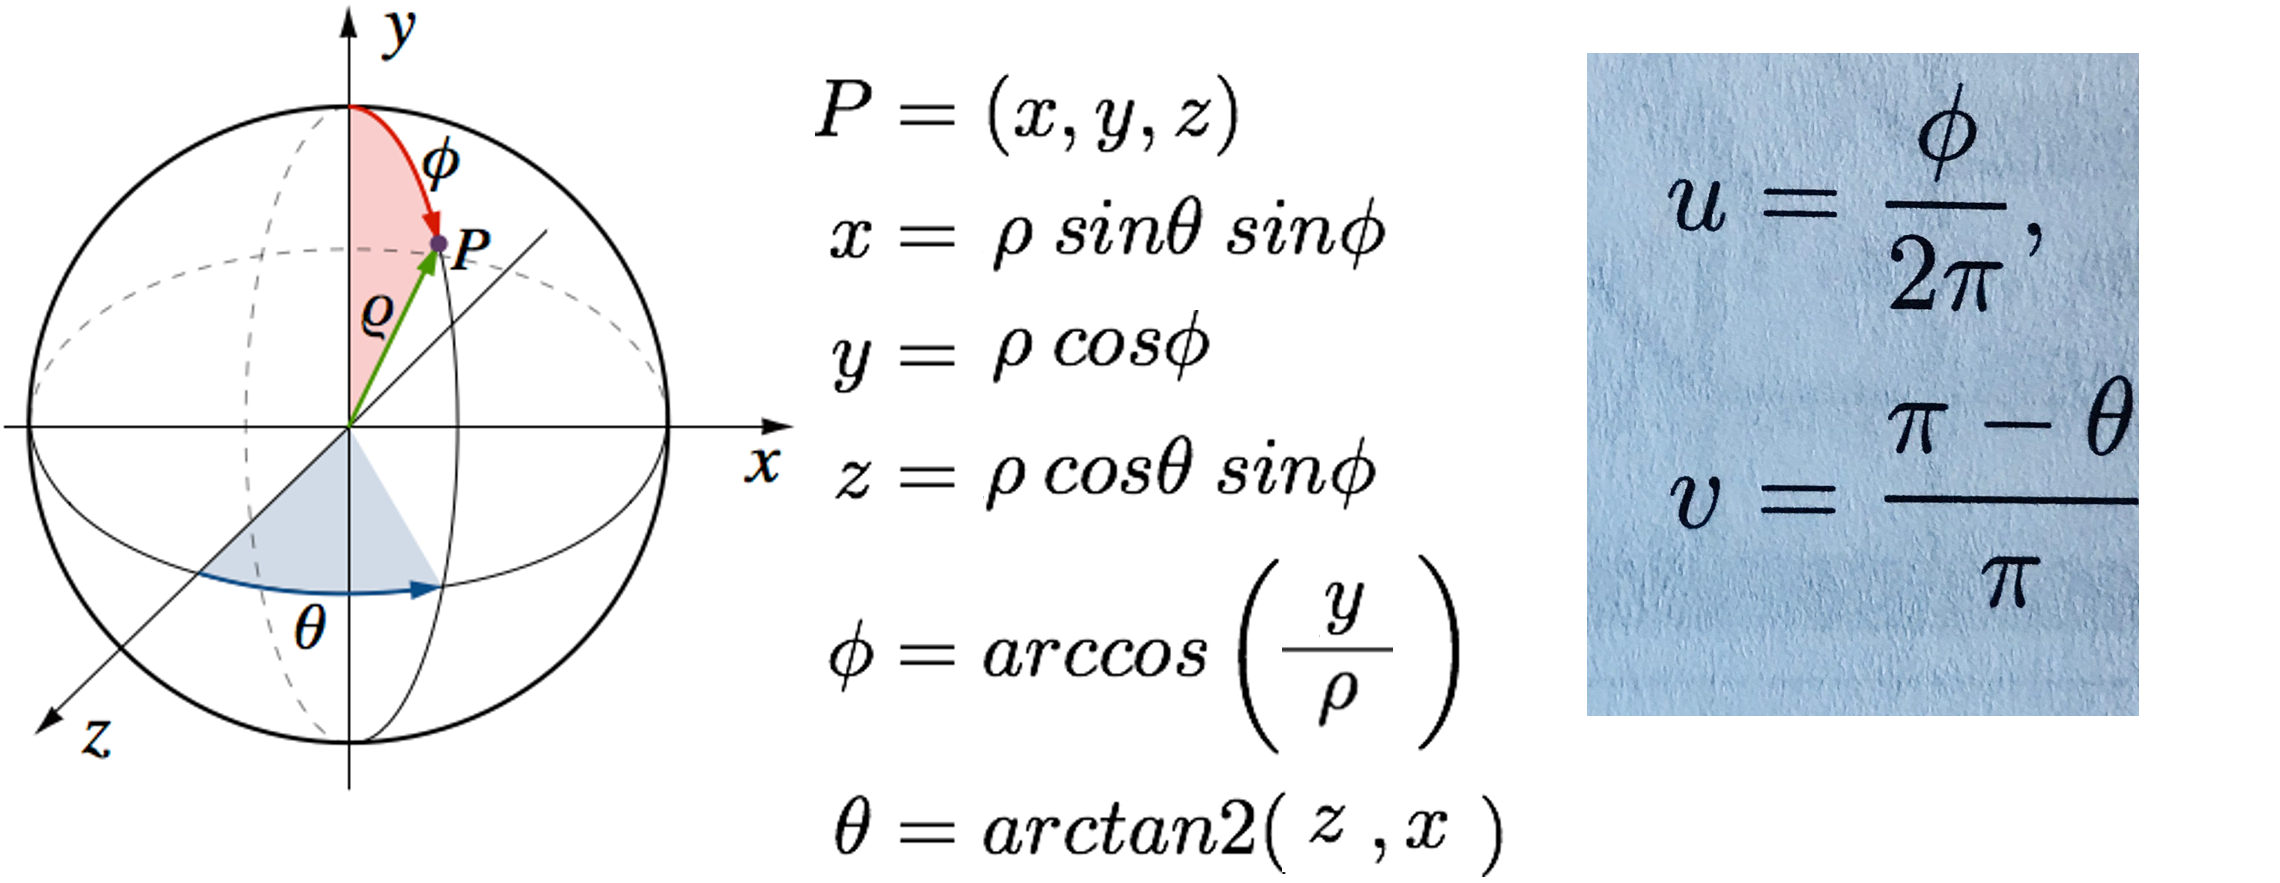 y
ϕ
P
ϱ
x
θ
z
P = (x, y, z)
x = ρ sinθ sinϕ
y = ρ cosϕ
z = ρ cosθ sinϕ
ϕ = arccos (y/ρ)
θ = arctan2( z , x )
u = ϕ/2π,
v = π − θ/π